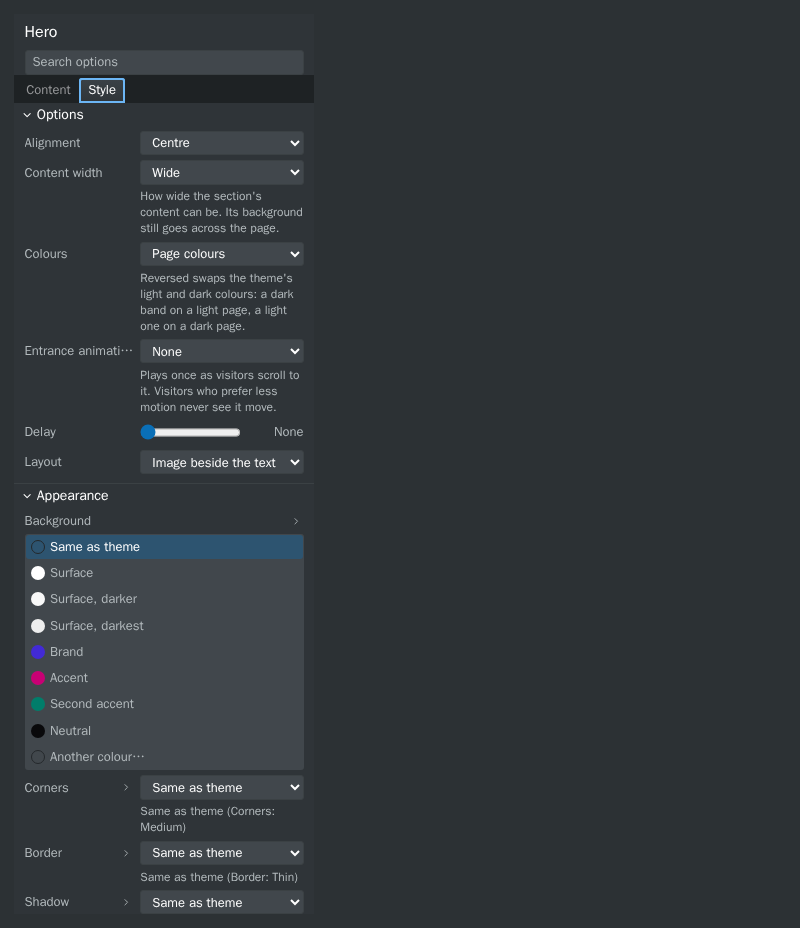 Hero
Search options
Content Style
Options
Alignment Centre
Content width Wide
How wide the section's
content can be. Its background
still goes across the page.
Colours Page colours
Reversed swaps the theme's
light and dark colours: a dark
band on a light page, a light
one on a dark page.
Entrance animati… None
Plays once as visitors scroll to
it. Visitors who prefer less
motion never see it move.
Delay None
Layout Image beside the text
Appearance
Background
Same as theme
Surface
Surface, darker
Surface, darkest
Brand
Accent
Second accent
Neutral
Another colour…
Corners Same as theme
Same as theme (Corners:
Medium)
Border Same as theme
Same as theme (Border: Thin)
Shadow Same as theme